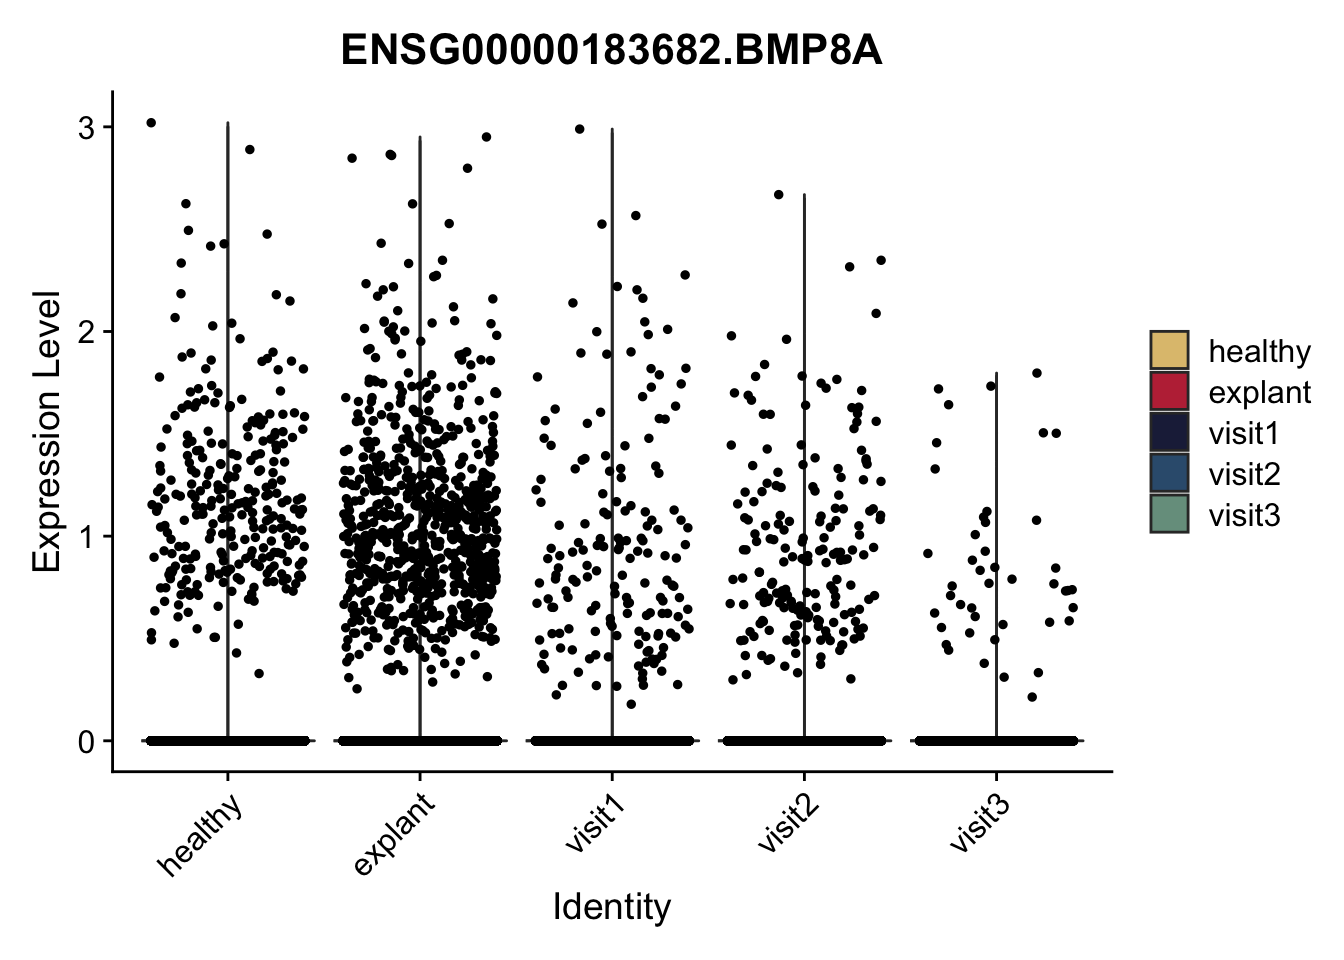 ENSG00000183682.BMP8A
Expression Level
3
2
1
0
healthy
explant
visit1
visit2
visit3
Identity
healthy
explant
visit1
visit2
visit3